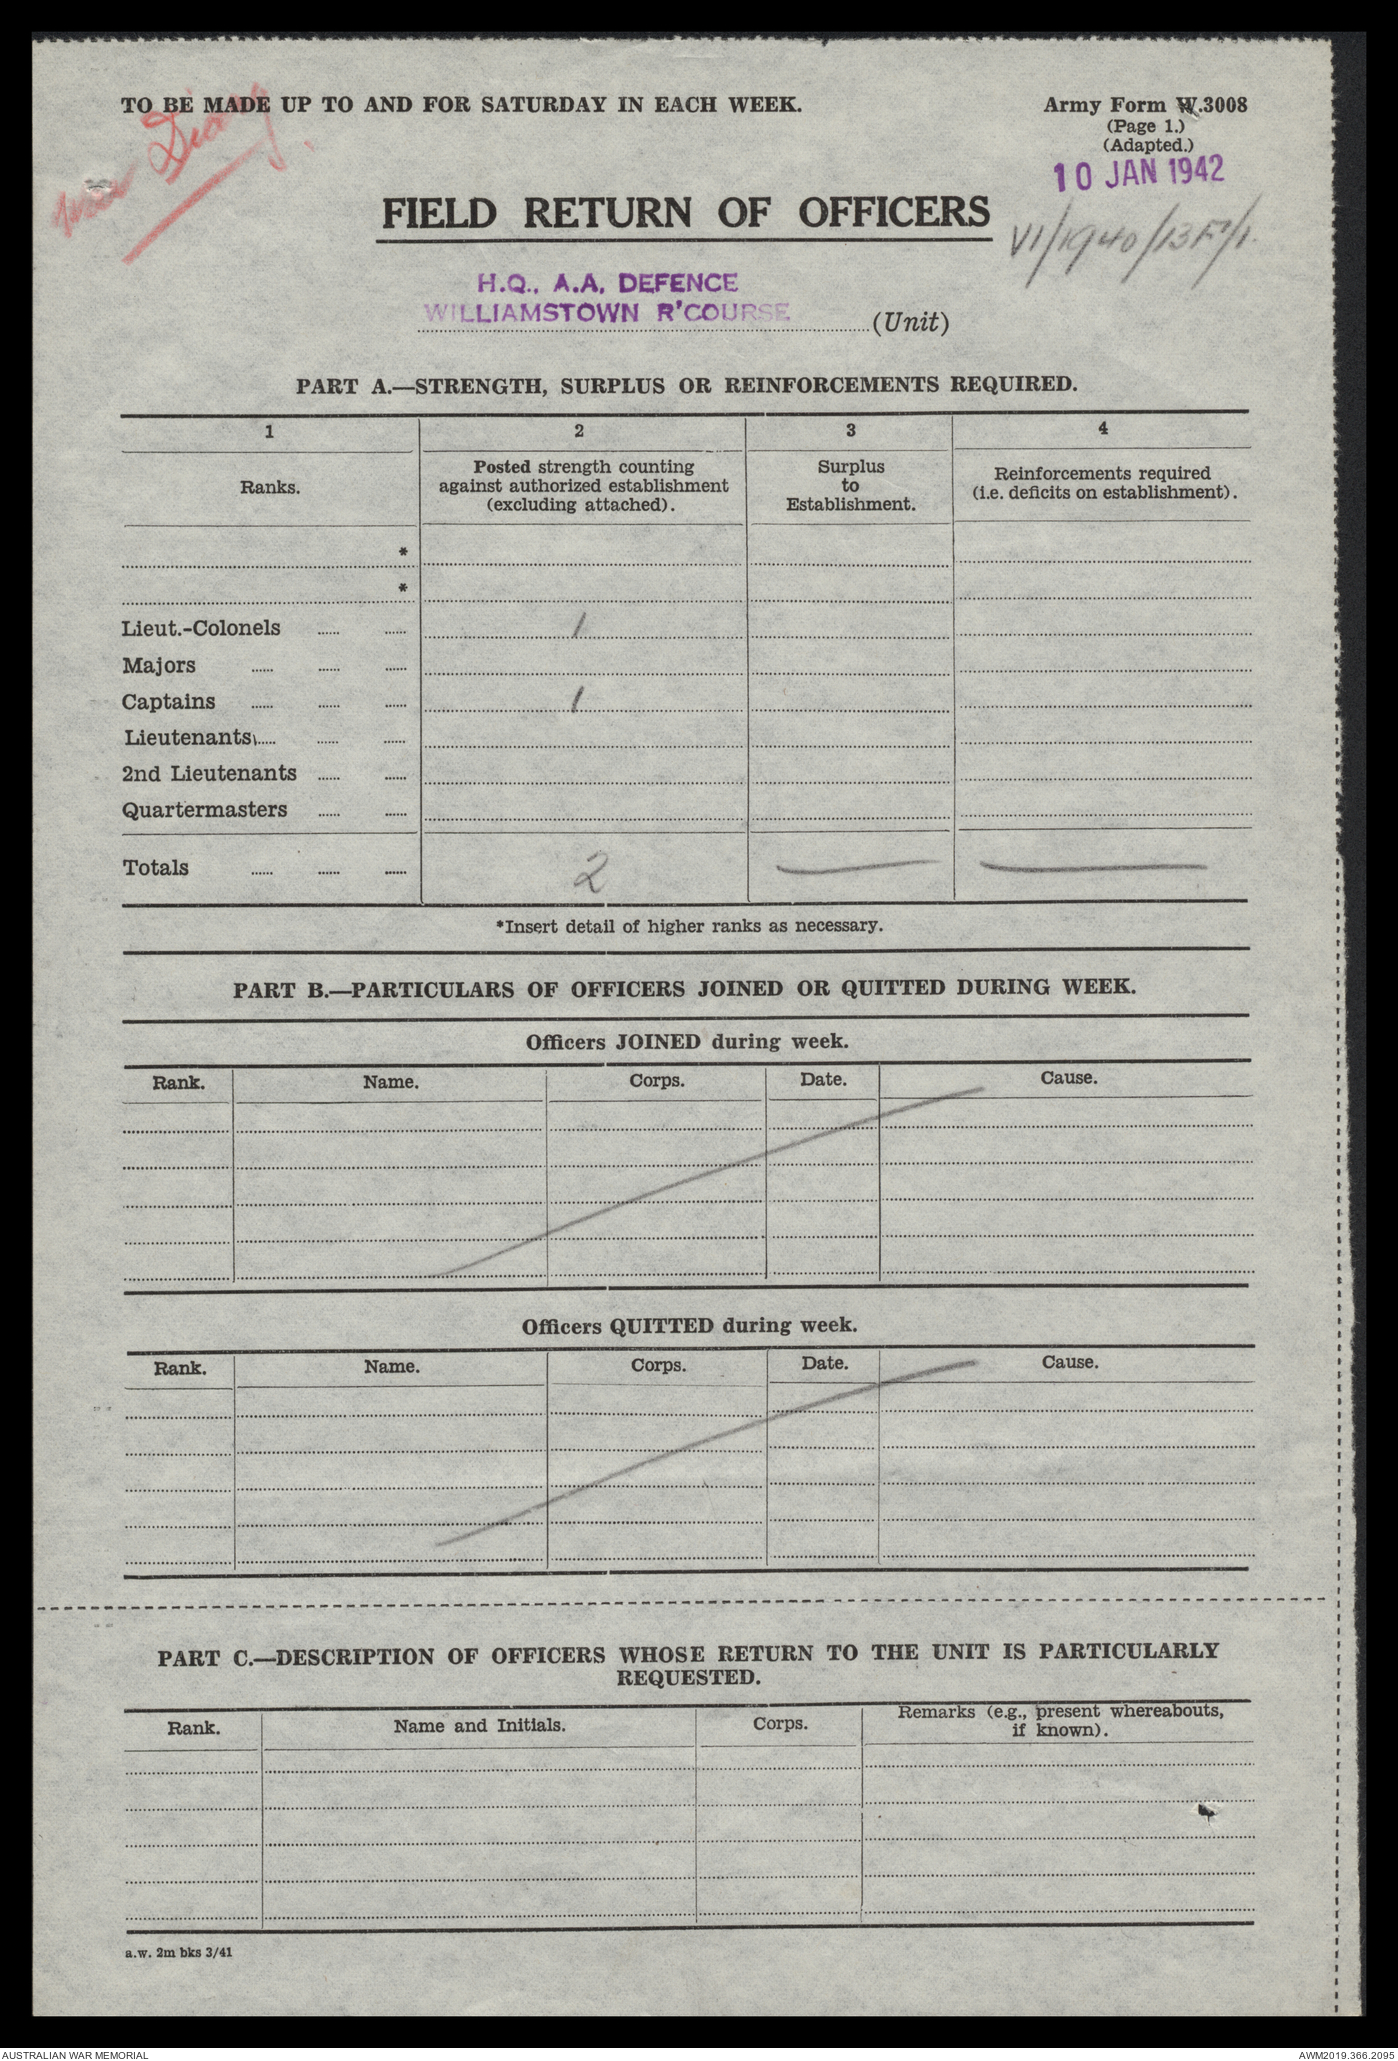 TO BE MADE UP TO AND FOR SATURDAY IN EACH WEEK.
Army Form W.3008
(Page 1.)
(Adapted.)
War Diary.
10 JAN 1942
VI/1940/13F/1.
FIELD RETURN OF OFFICERS
H.Q., A.A. DEFENCE
WILLIAMSTOWN R'COURSE
(Unit)
PART A.—STRENGTH, SURPLUS OR REINFORCEMENTS REQUIRED.
1 2 3 4
Ranks. Posted strength counting against authorized establishment (excluding attached). Surplus to Establishment. Reinforcements required (i.e. deficits on establishment).
*
*
Lieut.-Colonels ...... ...... 1
Majors ...... ...... ......
Captains ...... ...... ...... 1
Lieutenants ...... ...... ......
2nd Lieutenants ...... ......
Quartermasters ...... ......
Totals ...... ...... ...... 2 — —
*Insert detail of higher ranks as necessary.
PART B.—PARTICULARS OF OFFICERS JOINED OR QUITTED DURING WEEK.
Officers JOINED during week.
Rank. Name. Corps. Date. Cause.
Officers QUITTED during week.
Rank. Name. Corps. Date. Cause.
PART C.—DESCRIPTION OF OFFICERS WHOSE RETURN TO THE UNIT IS PARTICULARLY
REQUESTED.
Rank. Name and Initials. Corps. Remarks (e.g., present whereabouts, if known).
a.w. 2m bks 3/41
AUSTRALIAN WAR MEMORIAL
AWM2019.366.2095